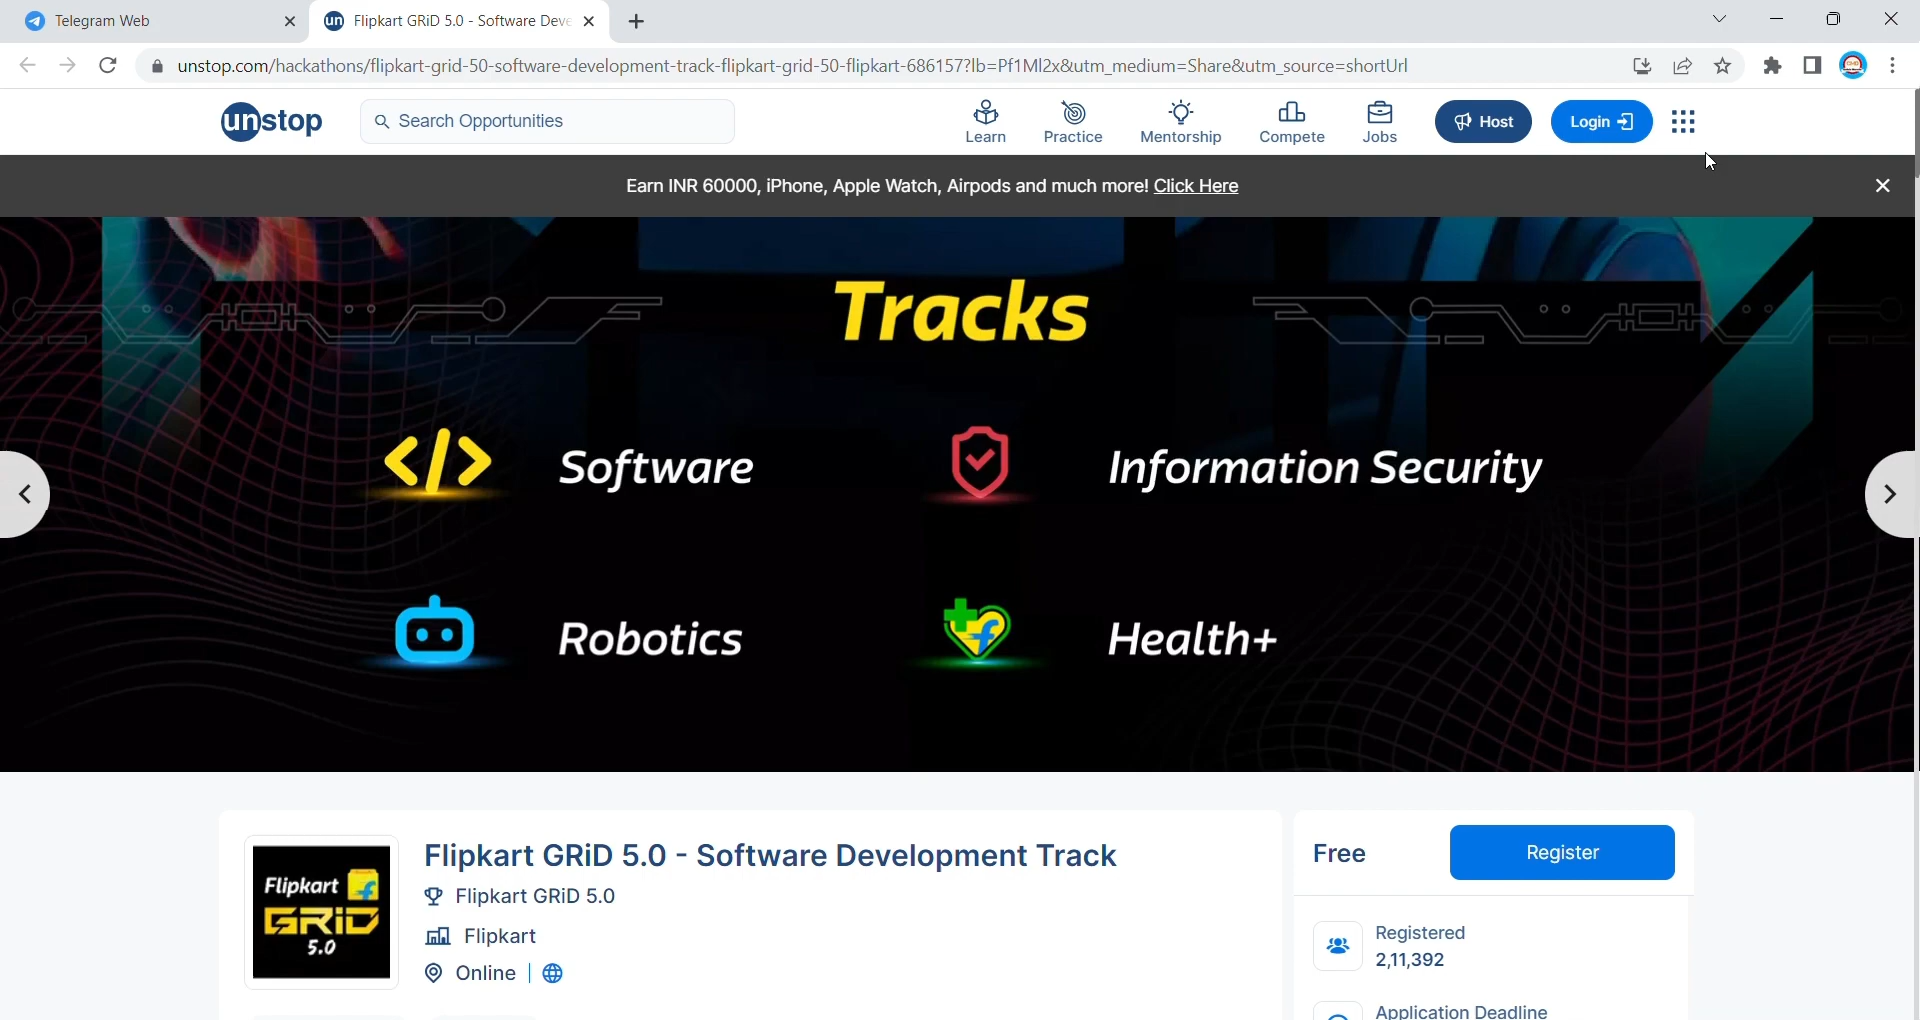 Telegram Web
un Flipkart GRiD 5.0 - Software Deve
unstop.com/hackathons/flipkart-grid-50-software-development-track-flipkart-grid-50-flipkart-686157?lb=Pf1Ml2x&utm_medium=Share&utm_source=shortUrl
unstop
Search Opportunities
Learn
Practice
Mentorship
Compete
Jobs
Host
Login
Earn INR 60000, iPhone, Apple Watch, Airpods and much more! Click Here
Tracks
Software
Information Security
Robotics
Health+
Flipkart
GRiD
5.0
Flipkart GRiD 5.0 - Software Development Track
Flipkart GRiD 5.0
Flipkart
Online
Free
Register
Registered
2,11,392
Application Deadline